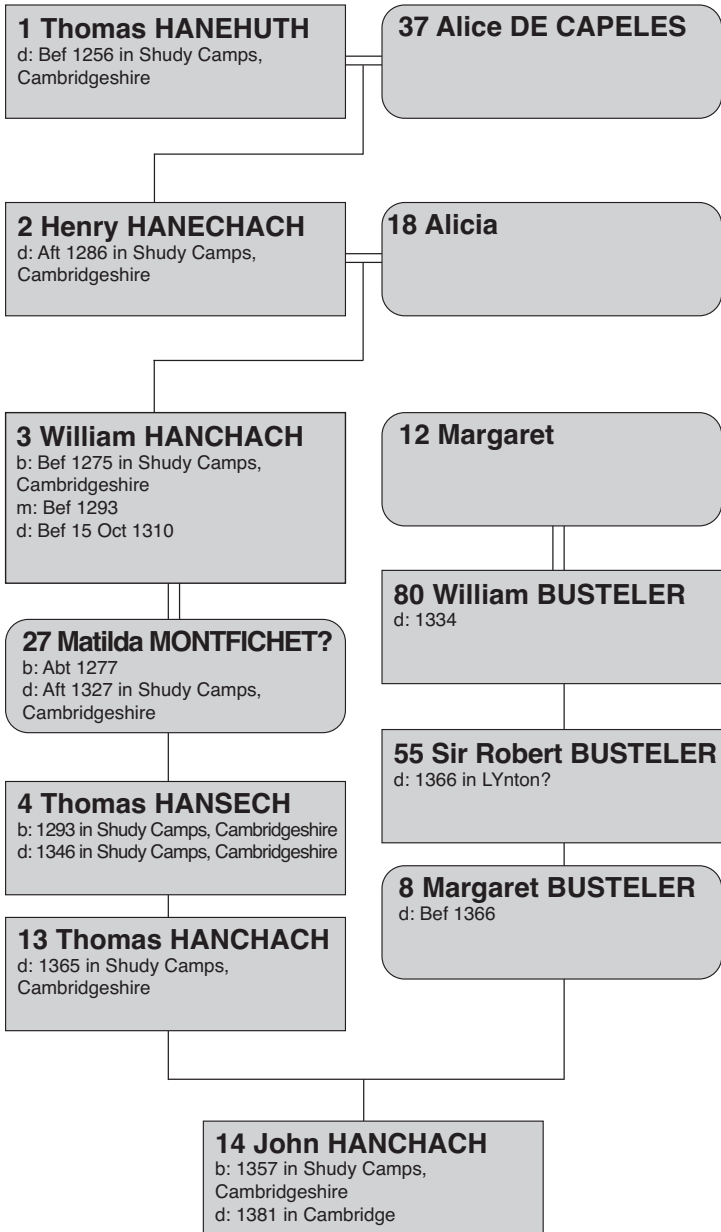 1 Thomas HANEHUTH
d: Bef 1256 in Shudy Camps,
Cambridgeshire
37 Alice DE CAPELES
2 Henry HANECHACH
d: Aft 1286 in Shudy Camps,
Cambridgeshire
18 Alicia
3 William HANCHACH
b: Bef 1275 in Shudy Camps,
Cambridgeshire
m: Bef 1293
d: Bef 15 Oct 1310
12 Margaret
80 William BUSTELER
d: 1334
27 Matilda MONTFICHET?
b: Abt 1277
d: Aft 1327 in Shudy Camps,
Cambridgeshire
55 Sir Robert BUSTELER
d: 1366 in LYnton?
4 Thomas HANSECH
b: 1293 in Shudy Camps, Cambridgeshire
d: 1346 in Shudy Camps, Cambridgeshire
8 Margaret BUSTELER
d: Bef 1366
13 Thomas HANCHACH
d: 1365 in Shudy Camps,
Cambridgeshire
14 John HANCHACH
b: 1357 in Shudy Camps,
Cambridgeshire
d: 1381 in Cambridge